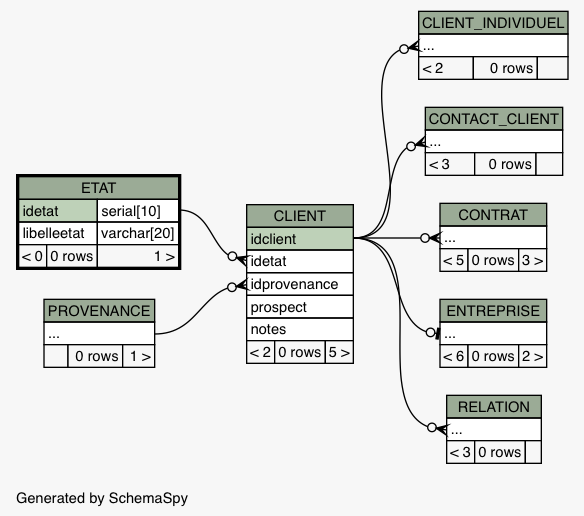 CLIENT_INDIVIDUEL
...
< 2 0 rows
CONTACT_CLIENT
...
< 3 0 rows
ETAT
idetat serial[10]
libelleetat varchar[20]
< 0 0 rows 1 >
CLIENT
idclient
idetat
idprovenance
prospect
notes
< 2 0 rows 5 >
CONTRAT
...
< 5 0 rows 3 >
PROVENANCE
...
0 rows 1 >
ENTREPRISE
...
< 6 0 rows 2 >
RELATION
...
< 3 0 rows
Generated by SchemaSpy